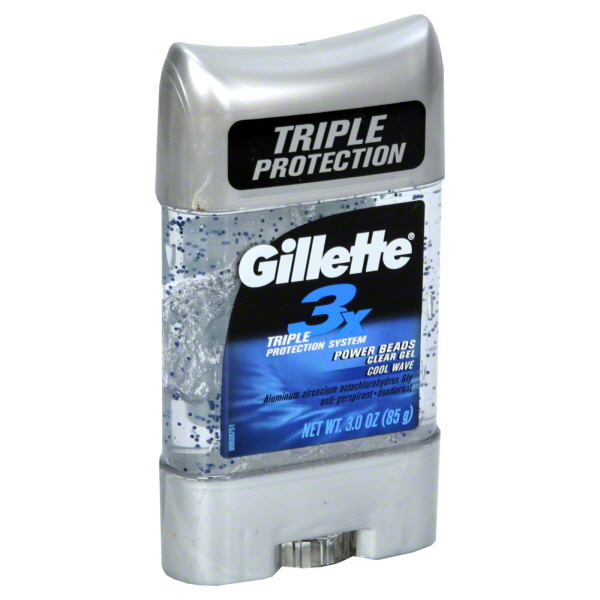 TRIPLE
PROTECTION
Gillette®
3x
TRIPLE
PROTECTION SYSTEM
POWER BEADS
CLEAR GEL
COOL WAVE
Aluminum zirconium octachlorohydrex Gly
anti-perspirant • deodorant
NET WT. 3.0 OZ (85 g)